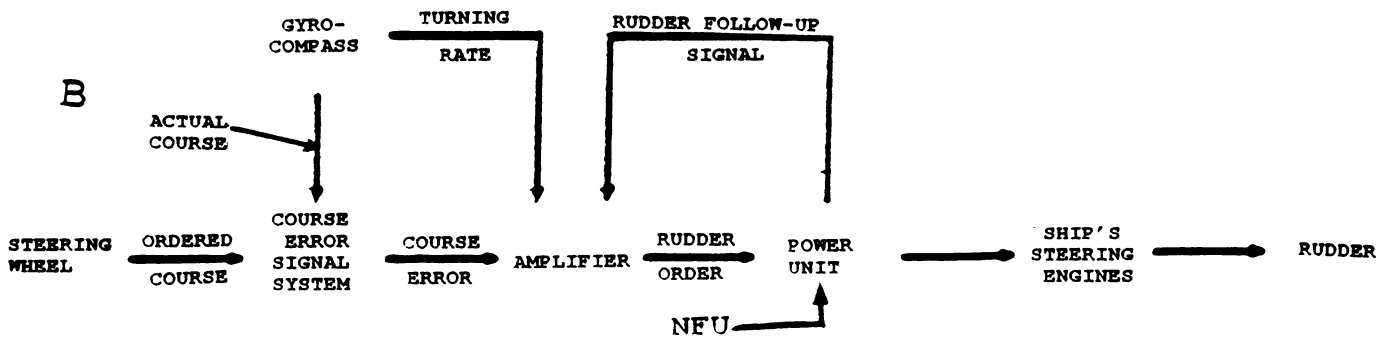 GYRO-
COMPASS
TURNING
RATE
RUDDER FOLLOW-UP
SIGNAL
B
ACTUAL
COURSE
STEERING
WHEEL
ORDERED
COURSE
COURSE
ERROR
SIGNAL
SYSTEM
COURSE
ERROR
AMPLIFIER
RUDDER
ORDER
POWER
UNIT
SHIP'S
STEERING
ENGINES
RUDDER
NFU